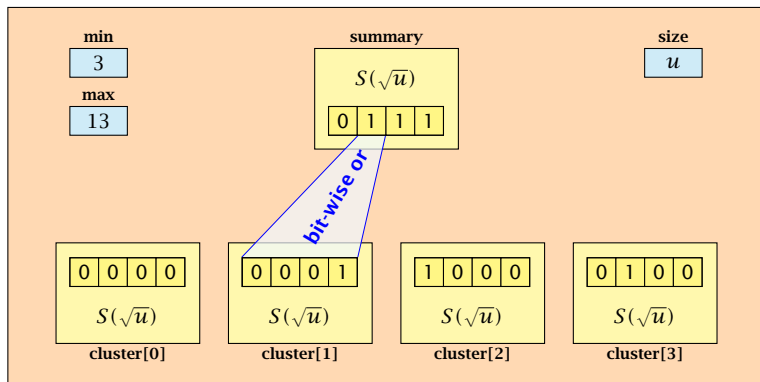 min
summary
size
3
S(√u)
u
max
13
0 1 1 1
bit-wise or
0 0 0 0
0 0 0 1
1 0 0 0
0 1 0 0
S(√u)
S(√u)
S(√u)
S(√u)
cluster[0]
cluster[1]
cluster[2]
cluster[3]